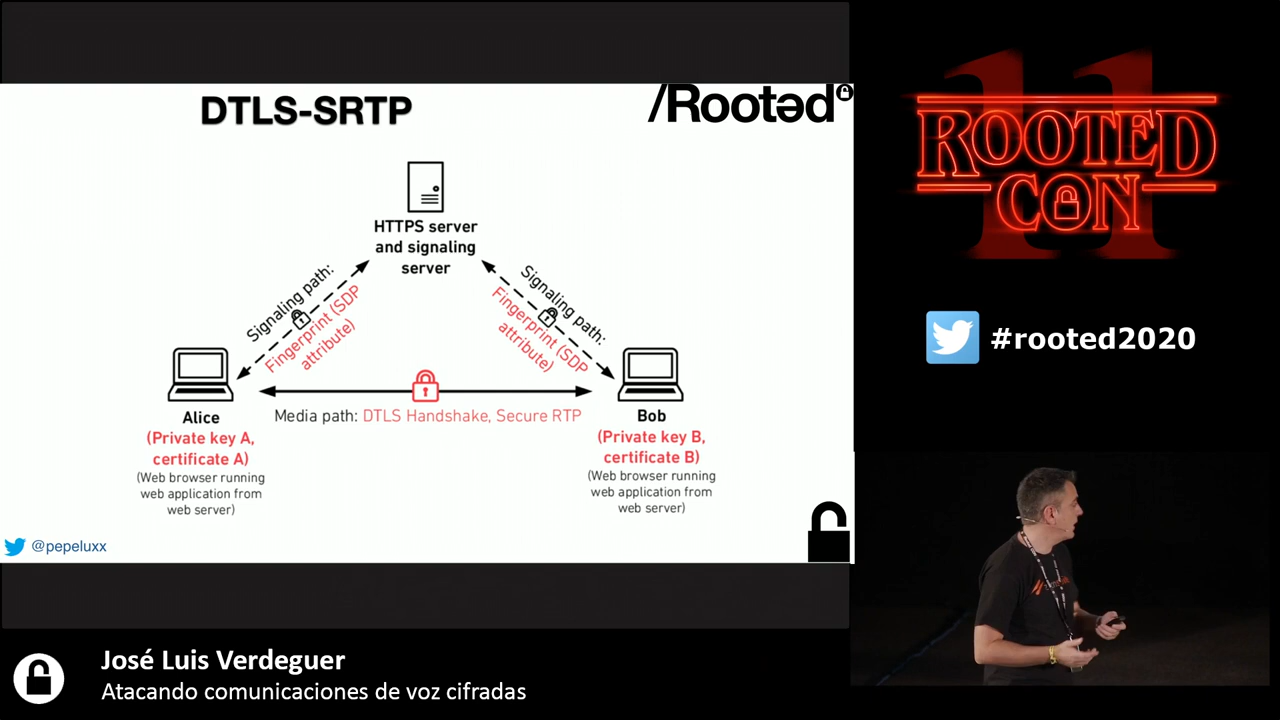 DTLS-SRTP
/Rootəd
HTTPS server
and signaling
server
Signaling path:
Fingerprint (SDP
attribute)
Signaling path:
Fingerprint (SDP
attribute)
Media path: DTLS Handshake, Secure RTP
Alice
(Private key A,
certificate A)
(Web browser running
web application from
web server)
Bob
(Private key B,
certificate B)
(Web browser running
web application from
web server)
@pepeluxx
11
ROOTED
CON
#rooted2020
José Luis Verdeguer
Atacando comunicaciones de voz cifradas